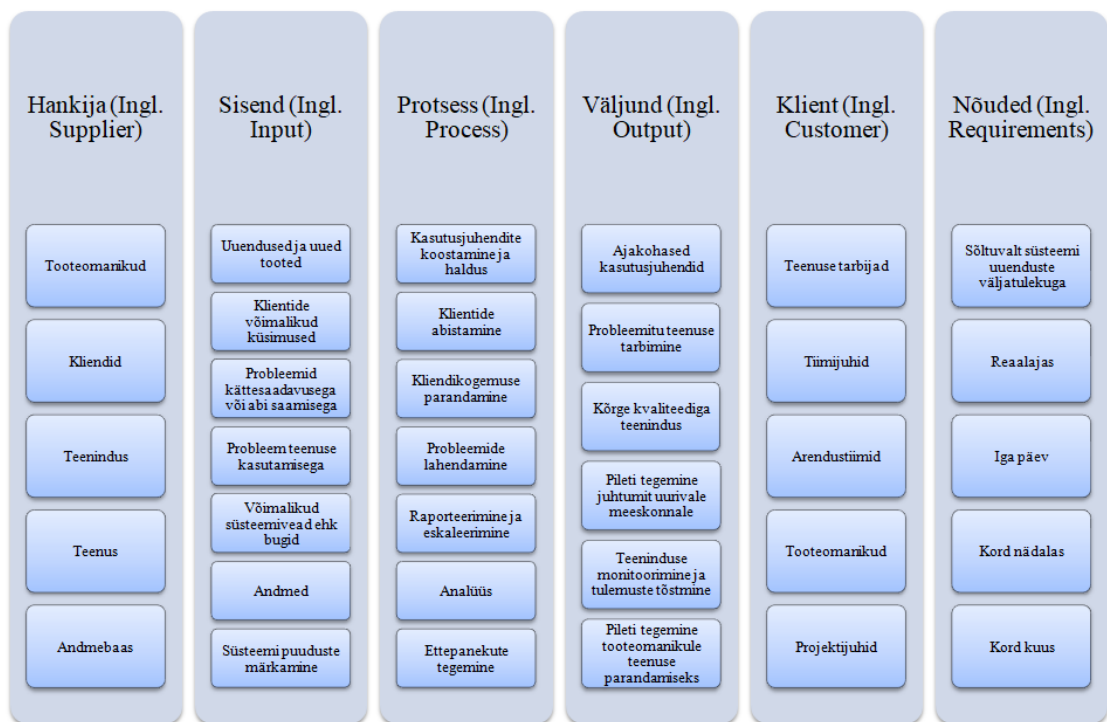 Hankija (Ingl.
Supplier)
Tooteomanikud
Kliendid
Teenindus
Teenus
Andmebaas
Sisend (Ingl.
Input)
Uuendused ja uued
tooted
Klientide
võimalikud
küsimused
Probleemid
kättesaadavusega
või abi saamisega
Probleem teenuse
kasutamisega
Võimalikud
süsteemivead ehk
bugid
Andmed
Süsteemi puuduste
märkamine
Protsess (Ingl.
Process)
Kasutusjuhendite
koostamine ja
haldus
Klientide
abistamine
Kliendikogemuse
parandamine
Probleemide
lahendamine
Raporteerimine ja
eskaleerimine
Analüüs
Ettepanekute
tegemine
Väljund (Ingl.
Output)
Ajakohased
kasutusjuhendid
Probleemitu teenuse
tarbimine
Kõrge kvaliteediga
teenindus
Pileti tegemine
juhtumit uurivale
meeskonnale
Teeninduse
monitoorimine ja
tulemuste tõstmine
Pileti tegemine
tooteomanikule
teenuse
parandamiseks
Klient (Ingl.
Customer)
Teenuse tarbijad
Tiimijuhid
Arendustiimid
Tooteomanikud
Projektijuhid
Nõuded (Ingl.
Requirements)
Sõltuvalt süsteemi
uuenduste
väljatulekuga
Reaalajas
Iga päev
Kord nädalas
Kord kuus